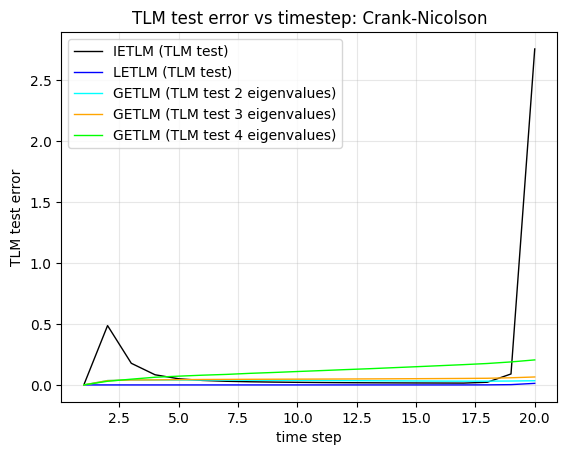 TLM test error vs timestep: Crank-Nicolson
IETLM (TLM test)
LETLM (TLM test)
GETLM (TLM test 2 eigenvalues)
GETLM (TLM test 3 eigenvalues)
GETLM (TLM test 4 eigenvalues)
TLM test error
2.5
2.0
1.5
1.0
0.5
0.0
2.5 5.0 7.5 10.0 12.5 15.0 17.5 20.0
time step